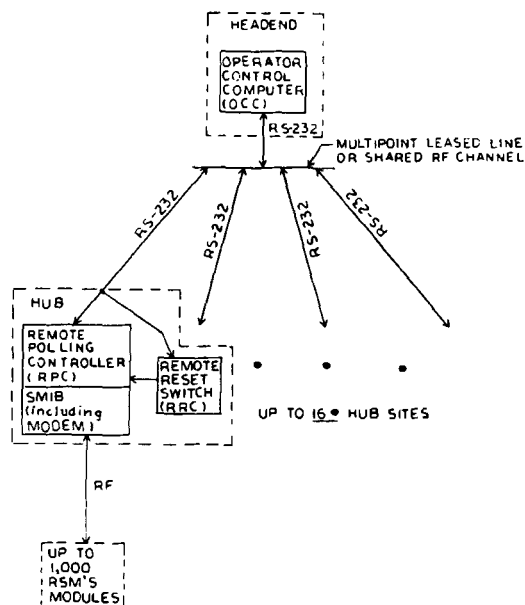 HEADEND
OPERATOR
CONTROL
COMPUTER
(OCC)
RS-232
MULTIPOINT LEASED LINE
OR SHARED RF CHANNEL
RS-232
RS-232
RS-232
RS-232
HUB
REMOTE
POLLING
CONTROLLER
(RPC)
SMIB
(including
MODEM)
REMOTE
RESET
SWITCH
(RRC)
UP TO 16 HUB SITES
RF
UP TO
1,000
RSM'S
MODULES